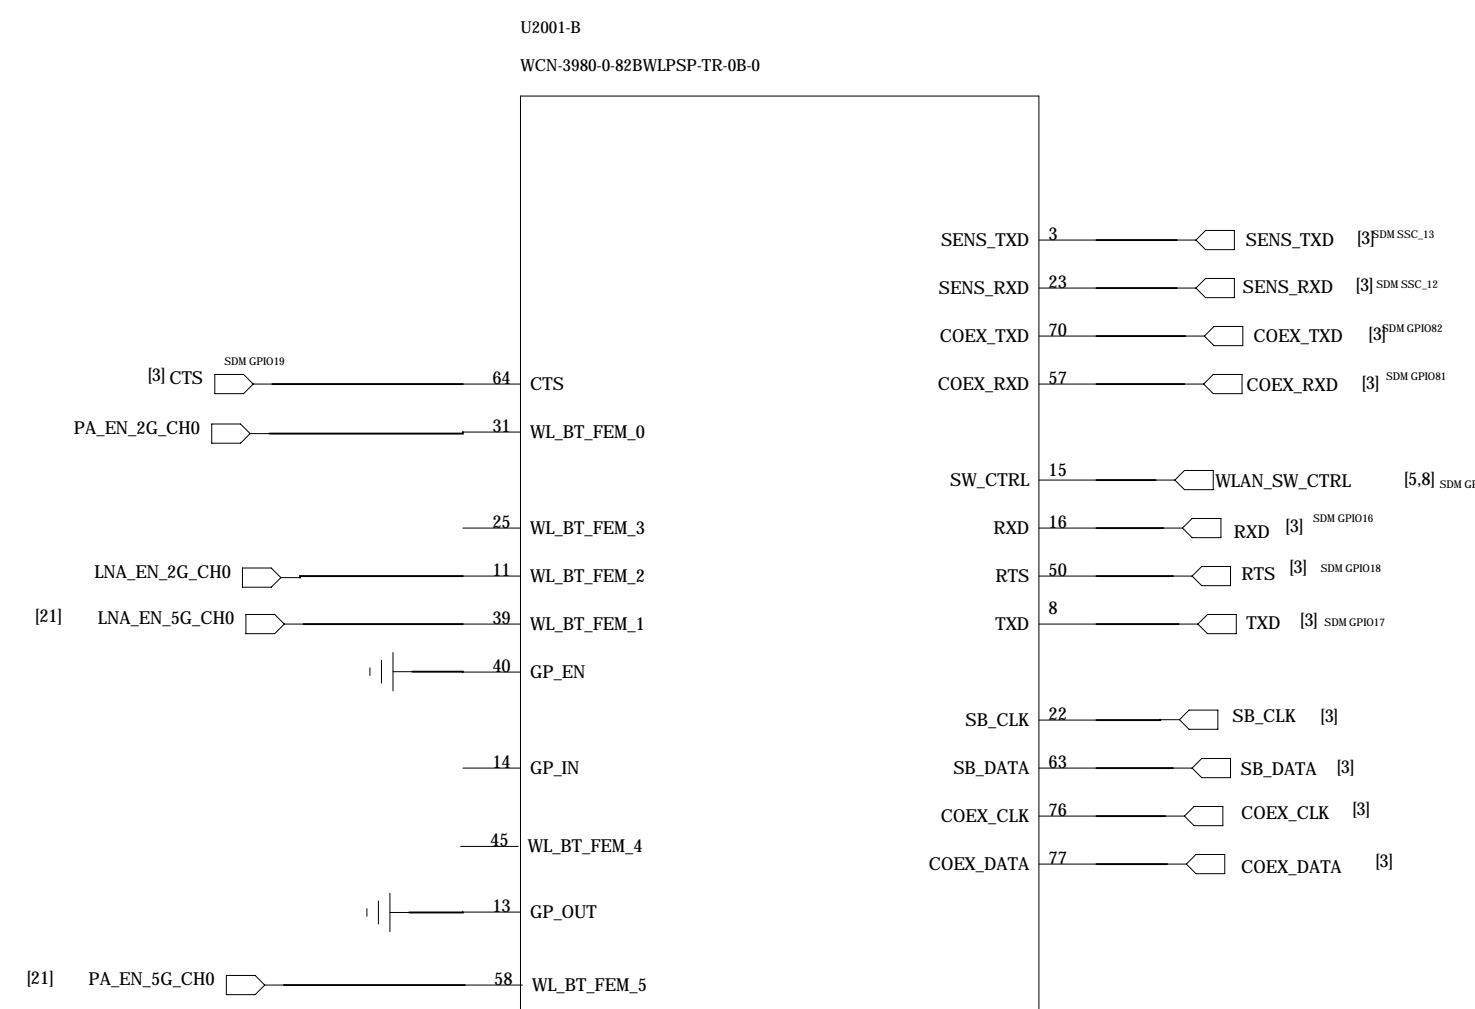 U2001-B
WCN-3980-0-82BWLPSP-TR-0B-0
SENS_TXD 3 SENS_TXD [3] SDM SSC_13
SENS_RXD 23 SENS_RXD [3] SDM SSC_12
COEX_TXD 70 COEX_TXD [3] SDM GPIO82
[3] CTS SDM GPIO19 64 CTS COEX_RXD 57 COEX_RXD [3] SDM GPIO81
PA_EN_2G_CH0 31 WL_BT_FEM_0
SW_CTRL 15 WLAN_SW_CTRL [5,8] SDM
25 WL_BT_FEM_3 RXD 16 RXD [3] SDM GPIO16
LNA_EN_2G_CH0 11 WL_BT_FEM_2 RTS 50 RTS [3] SDM GPIO18
[21] LNA_EN_5G_CH0 39 WL_BT_FEM_1 TXD 8 TXD [3] SDM GPIO17
40 GP_EN
SB_CLK 22 SB_CLK [3]
14 GP_IN SB_DATA 63 SB_DATA [3]
COEX_CLK 76 COEX_CLK [3]
45 WL_BT_FEM_4
COEX_DATA 77 COEX_DATA [3]
13 GP_OUT
[21] PA_EN_5G_CH0 58 WL_BT_FEM_5